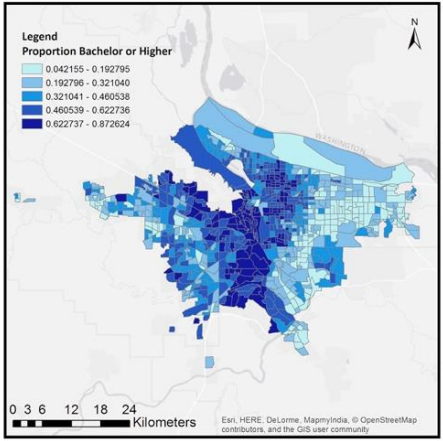 Legend
Proportion Bachelor or Higher
0.042155 - 0.192795
0.192796 - 0.321040
0.321041 - 0.460538
0.460539 - 0.622736
0.622737 - 0.872624
N
WASHINGTON
0 3 6 12 18 24
Kilometers
Esri, HERE, DeLorme, MapmyIndia, © OpenStreetMap
contributors, and the GIS user community